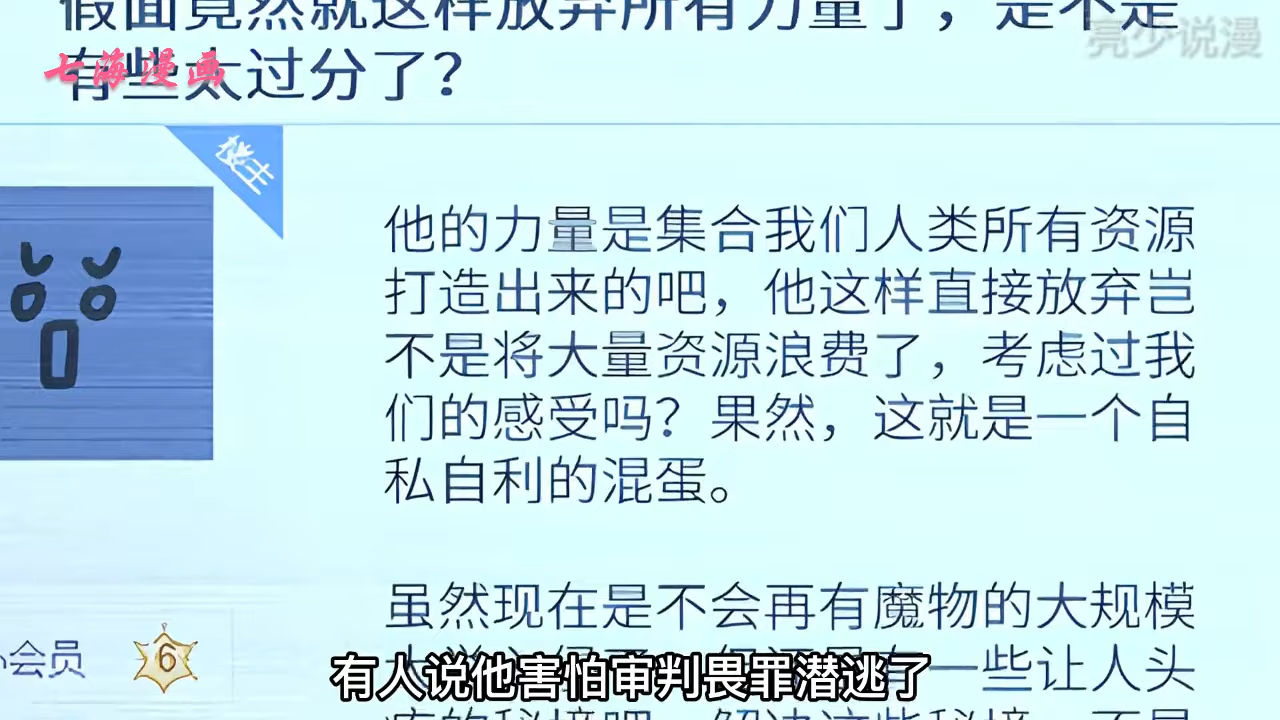 假面竟然就这样放弃所有力量了，是不是
有些太过分了？
七海漫画
亮少说漫
楼主
他的力量是集合我们人类所有资源
打造出来的吧，他这样直接放弃岂
不是将大量资源浪费了，考虑过我
们的感受吗？果然，这就是一个自
私自利的混蛋。
虽然现在是不会再有魔物的大规模
一些让人头
会员
6
有人说他害怕审判畏罪潜逃了